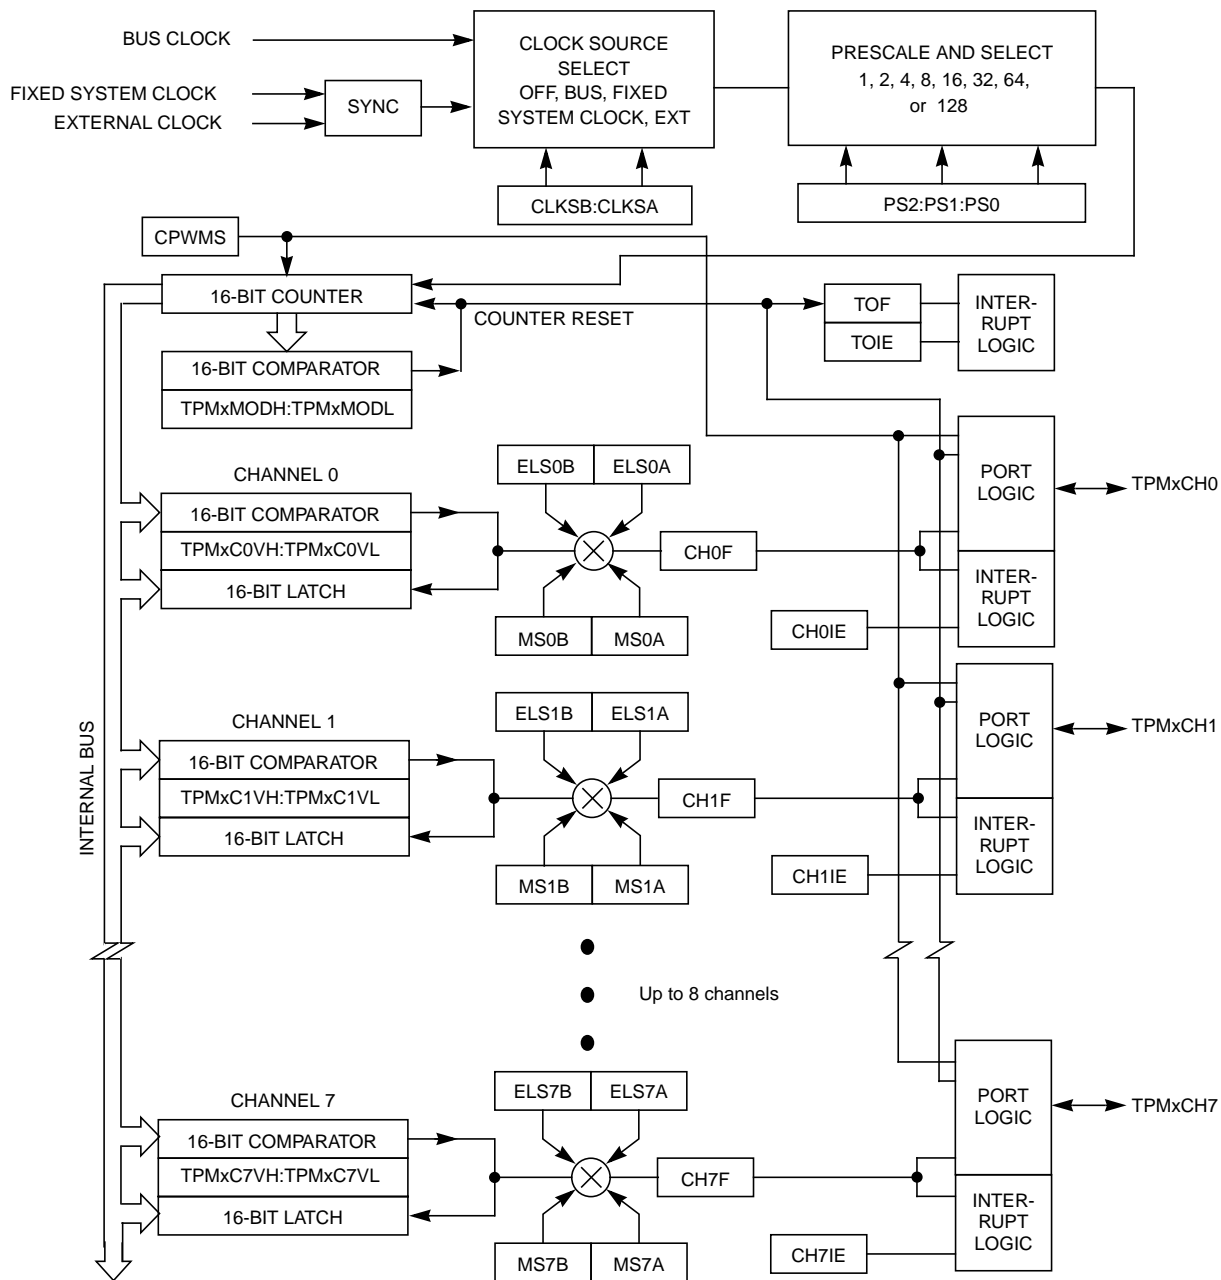 BUS CLOCK
FIXED SYSTEM CLOCK
EXTERNAL CLOCK
SYNC
CLOCK SOURCE
SELECT
OFF, BUS, FIXED
SYSTEM CLOCK, EXT
PRESCALE AND SELECT
1, 2, 4, 8, 16, 32, 64,
or 128
CLKSB:CLKSA
PS2:PS1:PS0
CPWMS
16-BIT COUNTER
COUNTER RESET
16-BIT COMPARATOR
TPMxMODH:TPMxMODL
TOF
TOIE
INTER-
RUPT
LOGIC
CHANNEL 0
16-BIT COMPARATOR
TPMxC0VH:TPMxC0VL
16-BIT LATCH
ELS0B
ELS0A
MS0B
MS0A
CH0F
CH0IE
PORT
LOGIC
INTER-
RUPT
LOGIC
TPMxCH0
INTERNAL BUS
CHANNEL 1
16-BIT COMPARATOR
TPMxC1VH:TPMxC1VL
16-BIT LATCH
ELS1B
ELS1A
MS1B
MS1A
CH1F
CH1IE
PORT
LOGIC
INTER-
RUPT
LOGIC
TPMxCH1
Up to 8 channels
CHANNEL 7
16-BIT COMPARATOR
TPMxC7VH:TPMxC7VL
16-BIT LATCH
ELS7B
ELS7A
MS7B
MS7A
CH7F
CH7IE
PORT
LOGIC
INTER-
RUPT
LOGIC
TPMxCH7